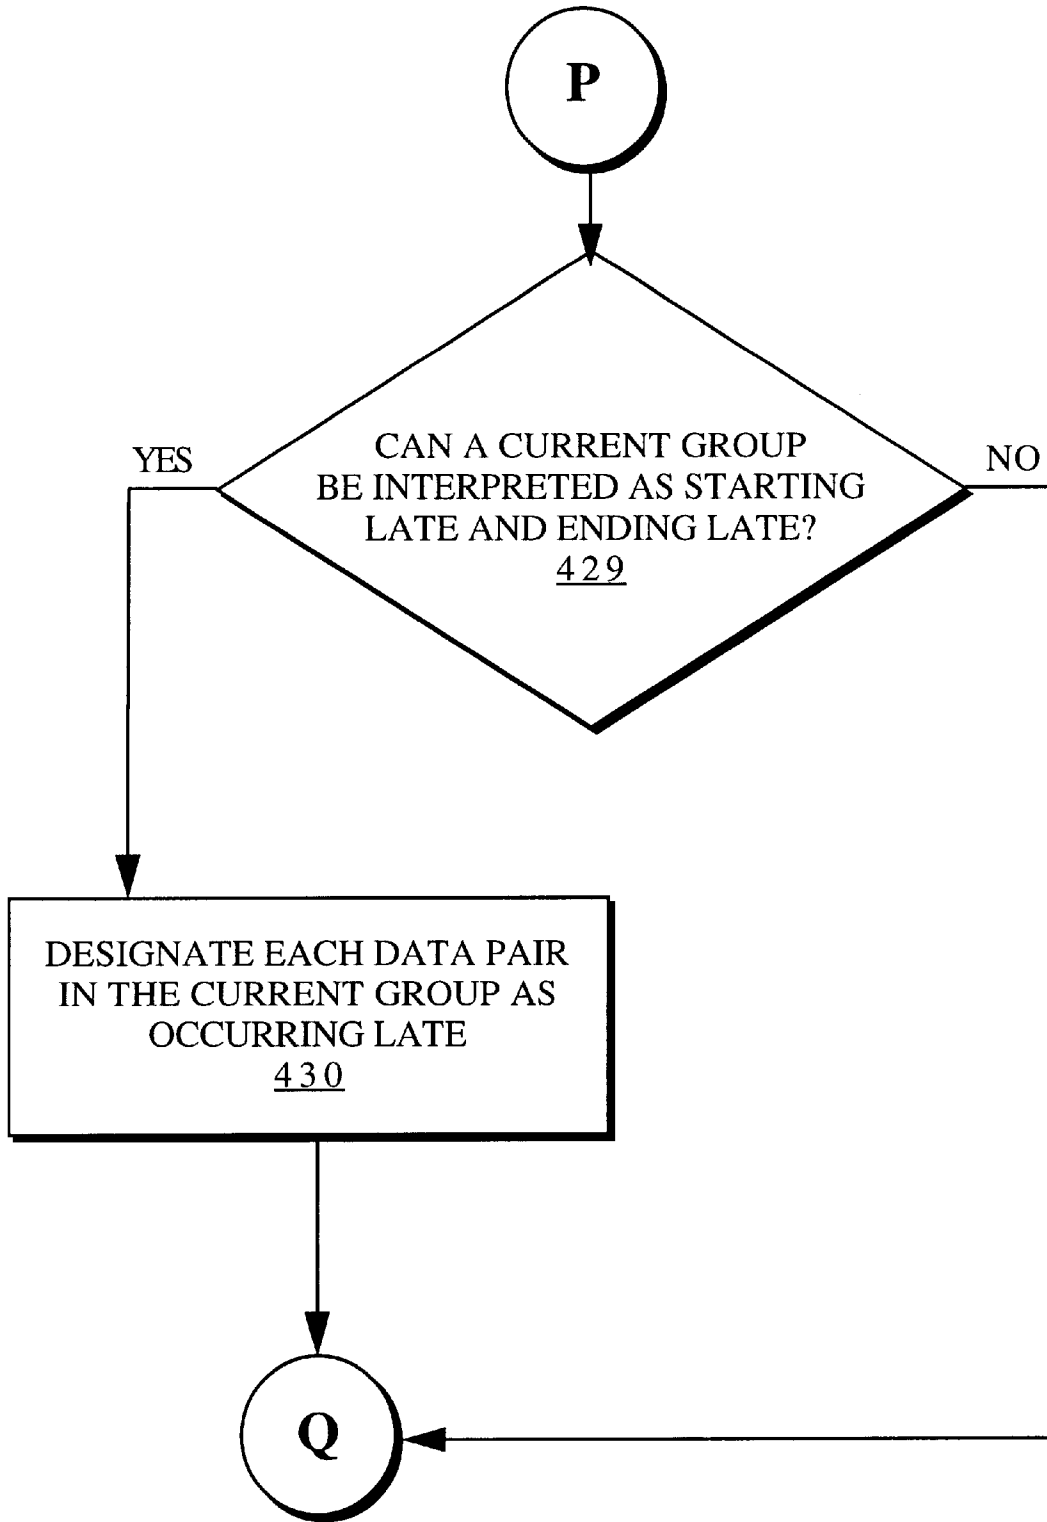 P
CAN A CURRENT GROUP
BE INTERPRETED AS STARTING
LATE AND ENDING LATE?
429
YES
NO
DESIGNATE EACH DATA PAIR
IN THE CURRENT GROUP AS
OCCURRING LATE
430
Q